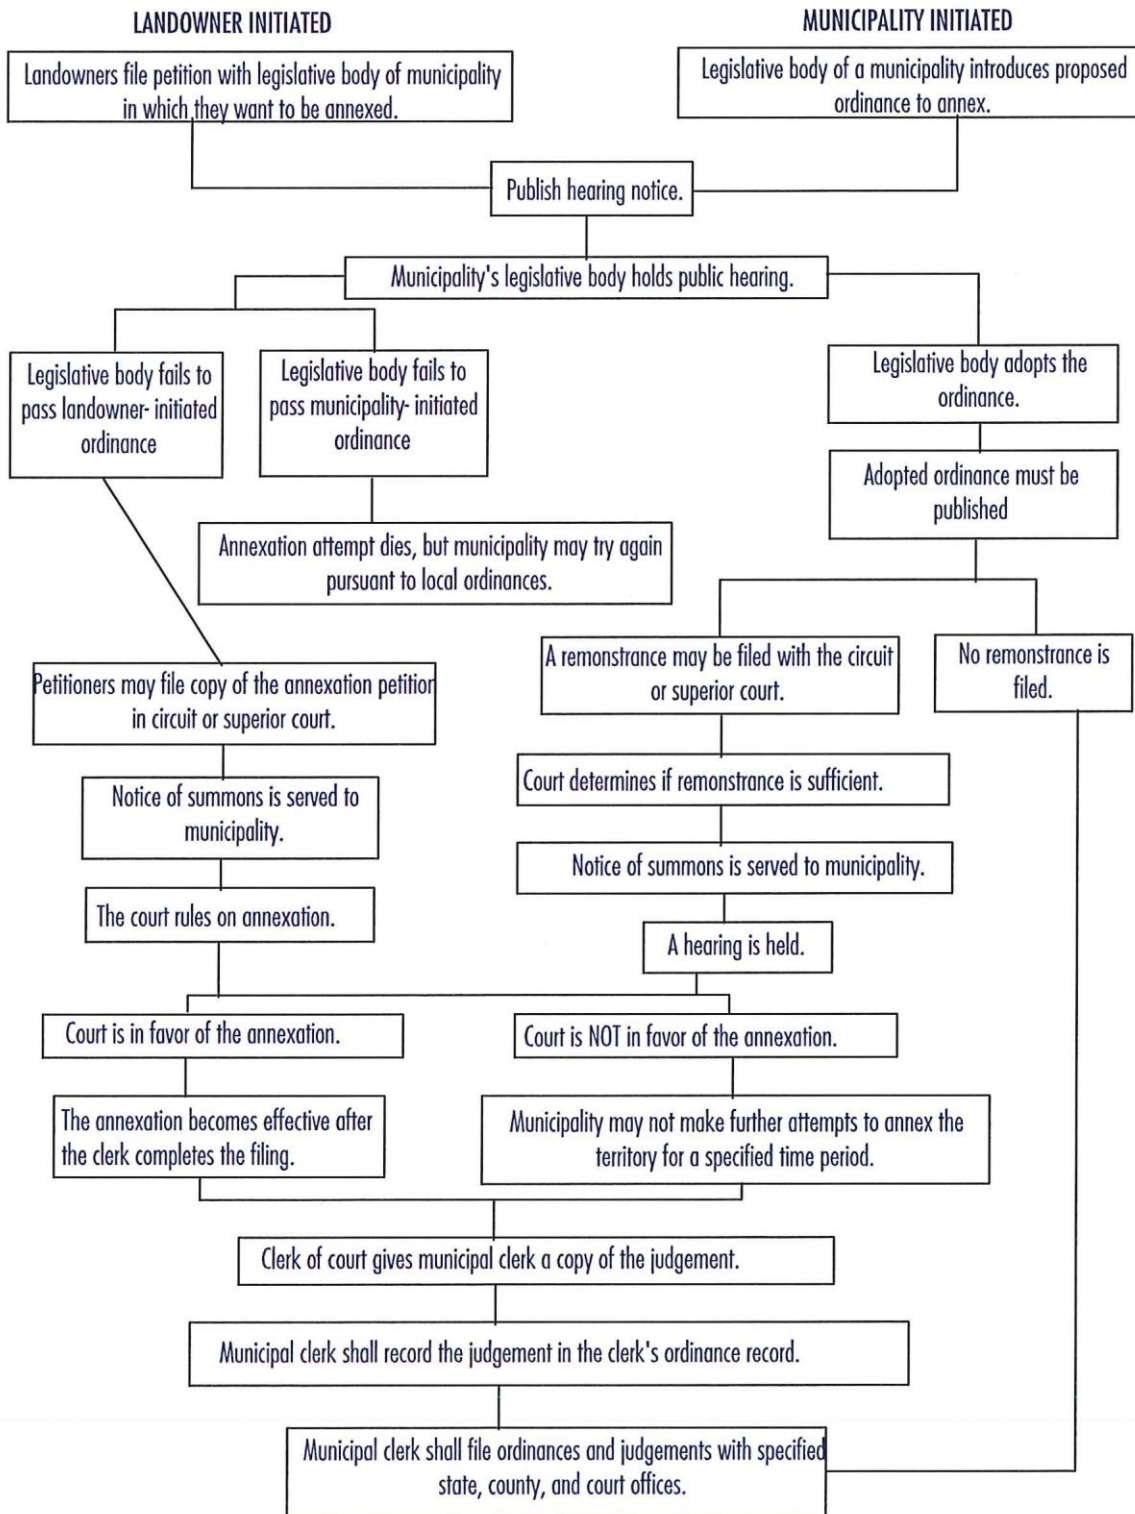 LANDOWNER INITIATED
MUNICIPALITY INITIATED
Landowners file petition with legislative body of municipality
in which they want to be annexed.
Legislative body of a municipality introduces proposed
ordinance to annex.
Publish hearing notice.
Municipality's legislative body holds public hearing.
Legislative body fails to
pass landowner- initiated
ordinance
Legislative body fails to
pass municipality- initiated
ordinance
Legislative body adopts the
ordinance.
Adopted ordinance must be
published
Annexation attempt dies, but municipality may try again
pursuant to local ordinances.
Petitioners may file copy of the annexation petition
in circuit or superior court.
A remonstrance may be filed with the circuit
or superior court.
No remonstrance is
filed.
Notice of summons is served to
municipality.
Court determines if remonstrance is sufficient.
Notice of summons is served to municipality.
The court rules on annexation.
A hearing is held.
Court is in favor of the annexation.
Court is NOT in favor of the annexation.
The annexation becomes effective after
the clerk completes the filing.
Municipality may not make further attempts to annex the
territory for a specified time period.
Clerk of court gives municipal clerk a copy of the judgement.
Municipal clerk shall record the judgement in the clerk's ordinance record.
Municipal clerk shall file ordinances and judgements with specified
state, county, and court offices.